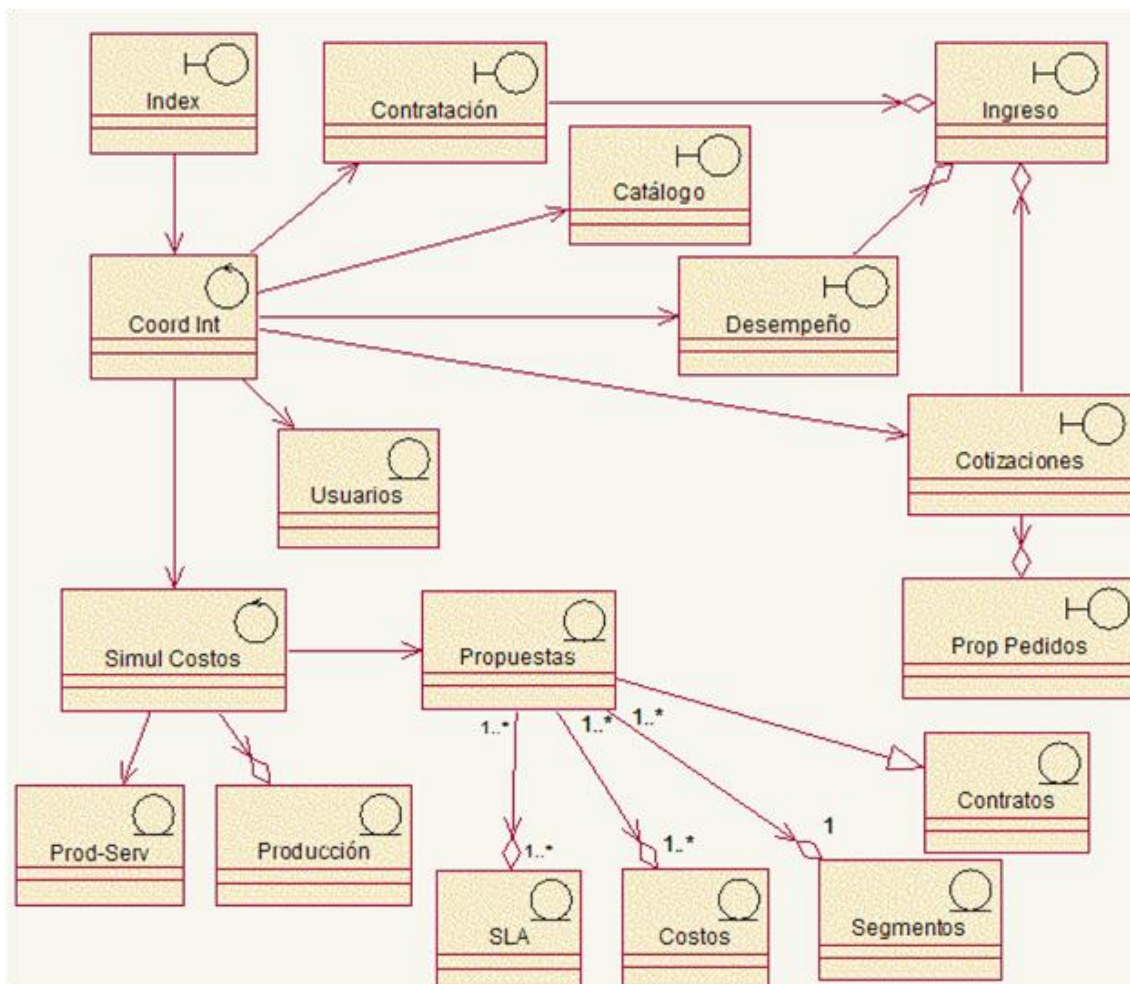 Index
Contratación
Ingreso
Catálogo
Coord Int
Desempeño
Cotizaciones
Usuarios
Simul Costos
Propuestas
Prop Pedidos
1..*
1..*
1..*
Contratos
Prod-Serv
Producción
1..*
1..*
1
SLA
Costos
Segmentos